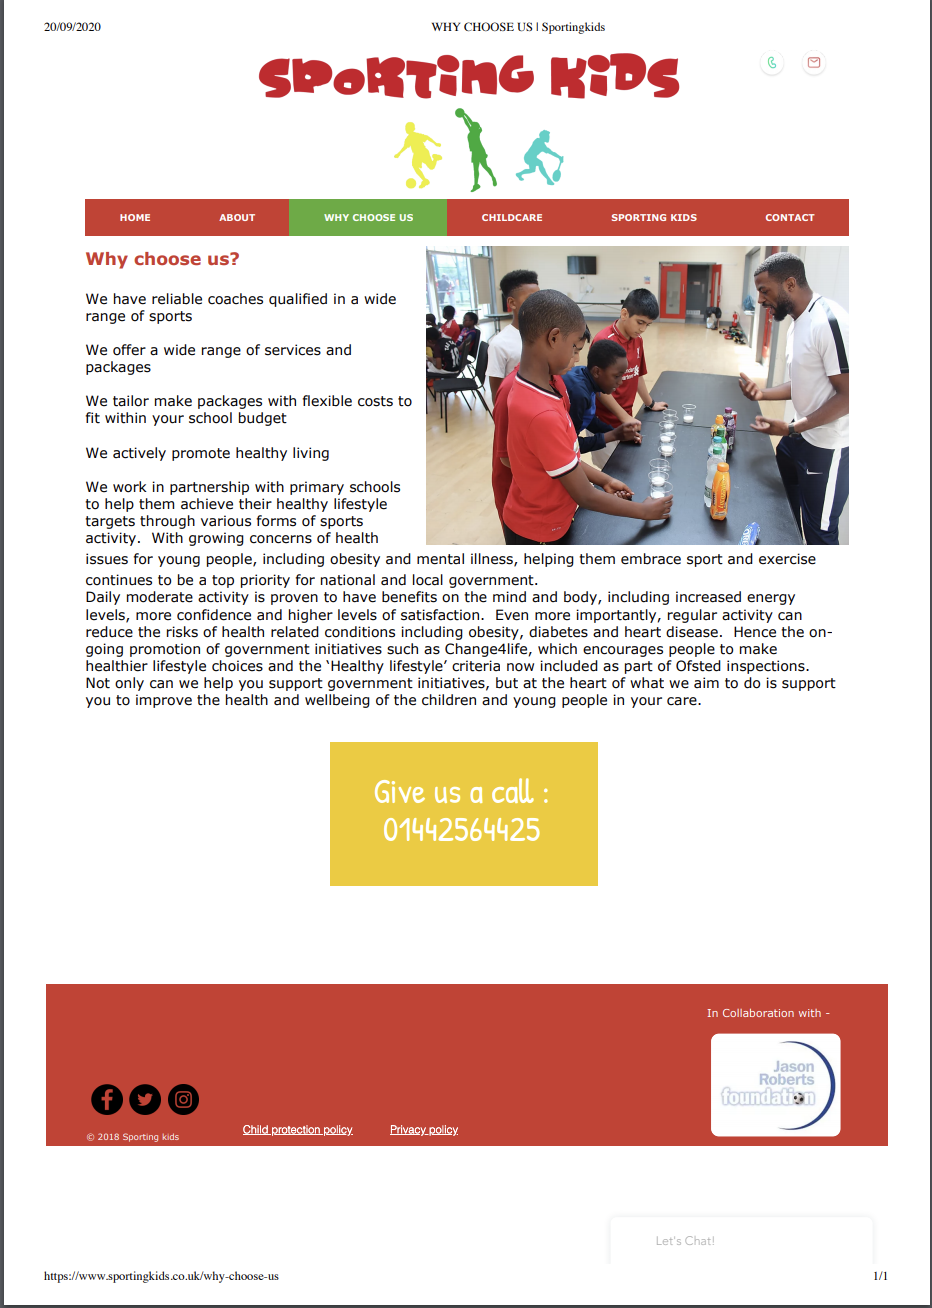 20/09/2020
WHY CHOOSE US | Sportingkids
SPORTING KIDS
HOME ABOUT WHY CHOOSE US CHILDCARE SPORTING KIDS CONTACT
Why choose us?
We have reliable coaches qualified in a wide
range of sports
We offer a wide range of services and
packages
We tailor make packages with flexible costs to
fit within your school budget
We actively promote healthy living
We work in partnership with primary schools
to help them achieve their healthy lifestyle
targets through various forms of sports
activity.  With growing concerns of health
issues for young people, including obesity and mental illness, helping them embrace sport and exercise
continues to be a top priority for national and local government.
Daily moderate activity is proven to have benefits on the mind and body, including increased energy
levels, more confidence and higher levels of satisfaction.  Even more importantly, regular activity can
reduce the risks of health related conditions including obesity, diabetes and heart disease.  Hence the on-
going promotion of government initiatives such as Change4life, which encourages people to make
healthier lifestyle choices and the ‘Healthy lifestyle’ criteria now included as part of Ofsted inspections.
Not only can we help you support government initiatives, but at the heart of what we aim to do is support
you to improve the health and wellbeing of the children and young people in your care.
Give us a call :
01442564425
In Collaboration with -
Jason
Roberts
foundation
© 2018 Sporting kids
Child protection policy
Privacy policy
Let's Chat!
https://www.sportingkids.co.uk/why-choose-us
1/1